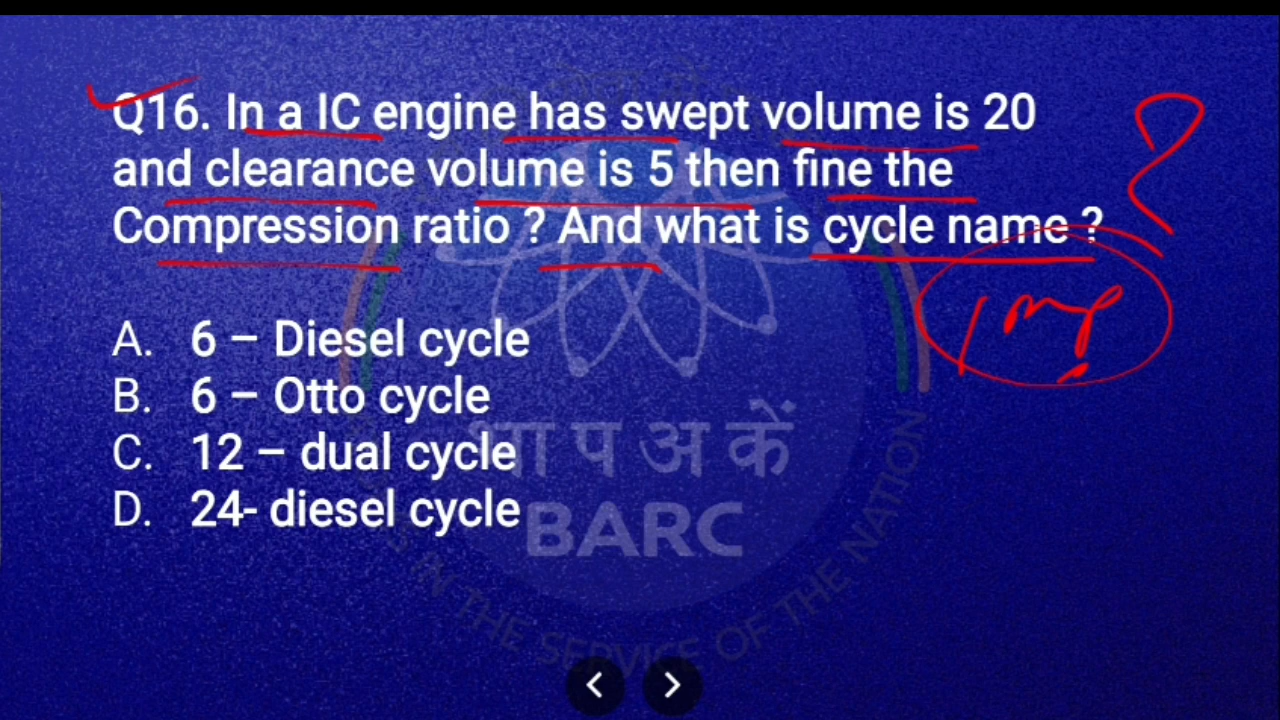 Q16. In a IC engine has swept volume is 20
and clearance volume is 5 then fine the
Compression ratio ? And what is cycle name ?
Imp
A. 6 – Diesel cycle
B. 6 – Otto cycle
C. 12 – dual cycle
D. 24- diesel cycle
भा प अ कें
BARC
IN THE SERVICE OF THE NATION